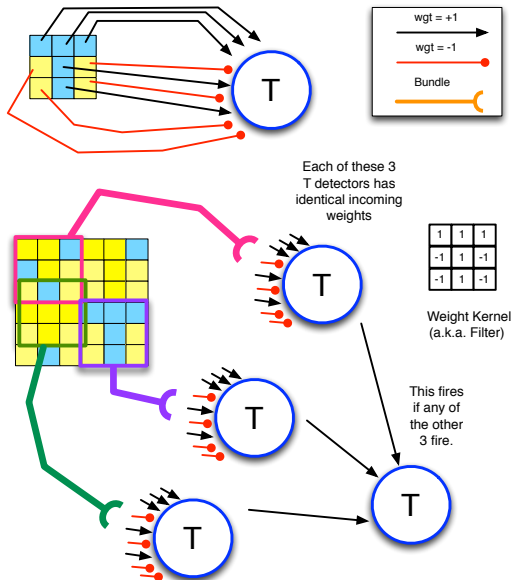 wgt = +1
wgt = -1
Bundle
T
Each of these 3
T detectors has
identical incoming
weights
T
1 1 1
-1 1 -1
-1 1 -1
Weight Kernel
(a.k.a. Filter)
This fires
if any of
the other
3 fire.
T
T
T